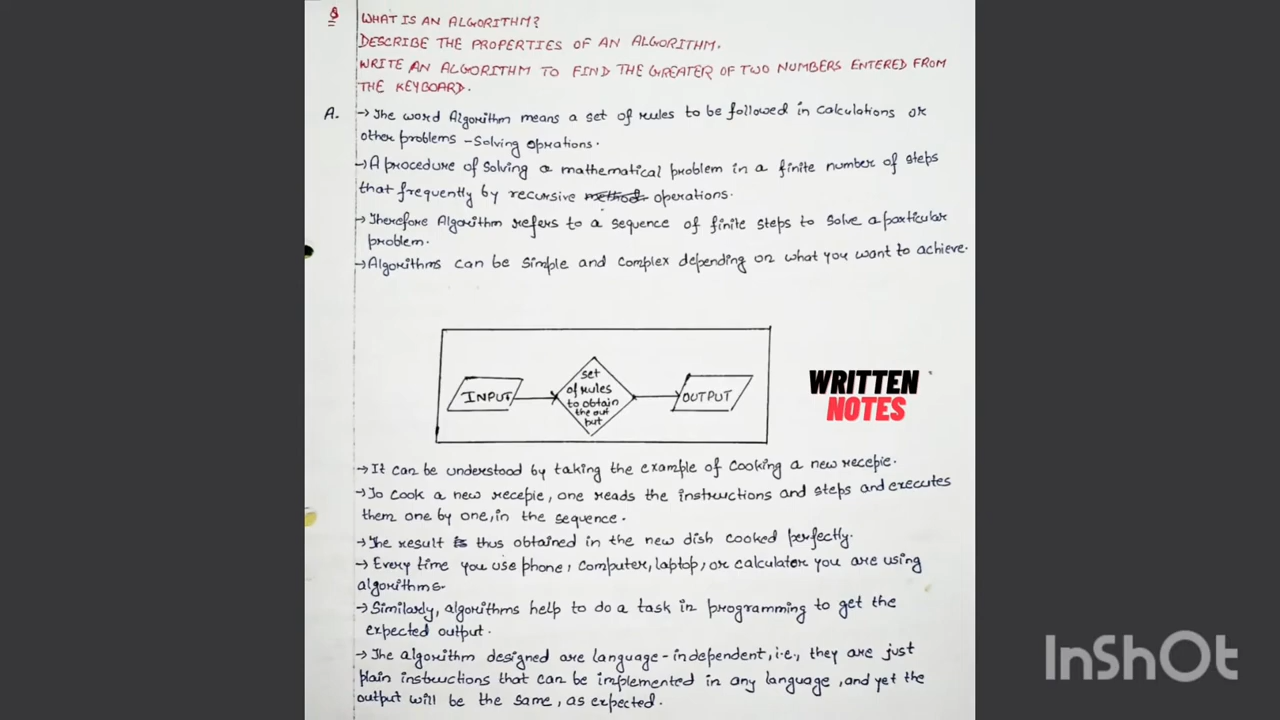 Q WHAT IS AN ALGORITHM?
DESCRIBE THE PROPERTIES OF AN ALGORITHM.
WRITE AN ALGORITHM TO FIND THE GREATER OF TWO NUMBERS ENTERED FROM
THE KEYBOARD.
A. → The word Algorithm means a set of rules to be followed in calculations or
other problems -Solving oprations.
→ A procedure of solving a mathematical problem in a finite number of steps
that frequently by recursive method operations.
→ Therefore Algorithm refers to a sequence of finite steps to solve a particular
problem.
→ Algorithms can be simple and complex depending on what you want to achieve.
INPUT
set
of rules
to obtain
the out
put
OUTPUT
WRITTEN
NOTES
→ It can be understood by taking the example of cooking a new recepie.
→ To cook a new recepie, one reads the instructions and steps and executes
them one by one, in the sequence.
→ The result is thus obtained in the new dish cooked perfectly.
→ Every time you use phone, computer, laptop, or calculator you are using
algorithms.
→ Similarly, algorithms help to do a task in programming to get the
expected output.
→ The algorithm designed are language-independent, i.e., they are just
plain instructions that can be implemented in any language, and yet the
output will be the same, as expected.
InShOt